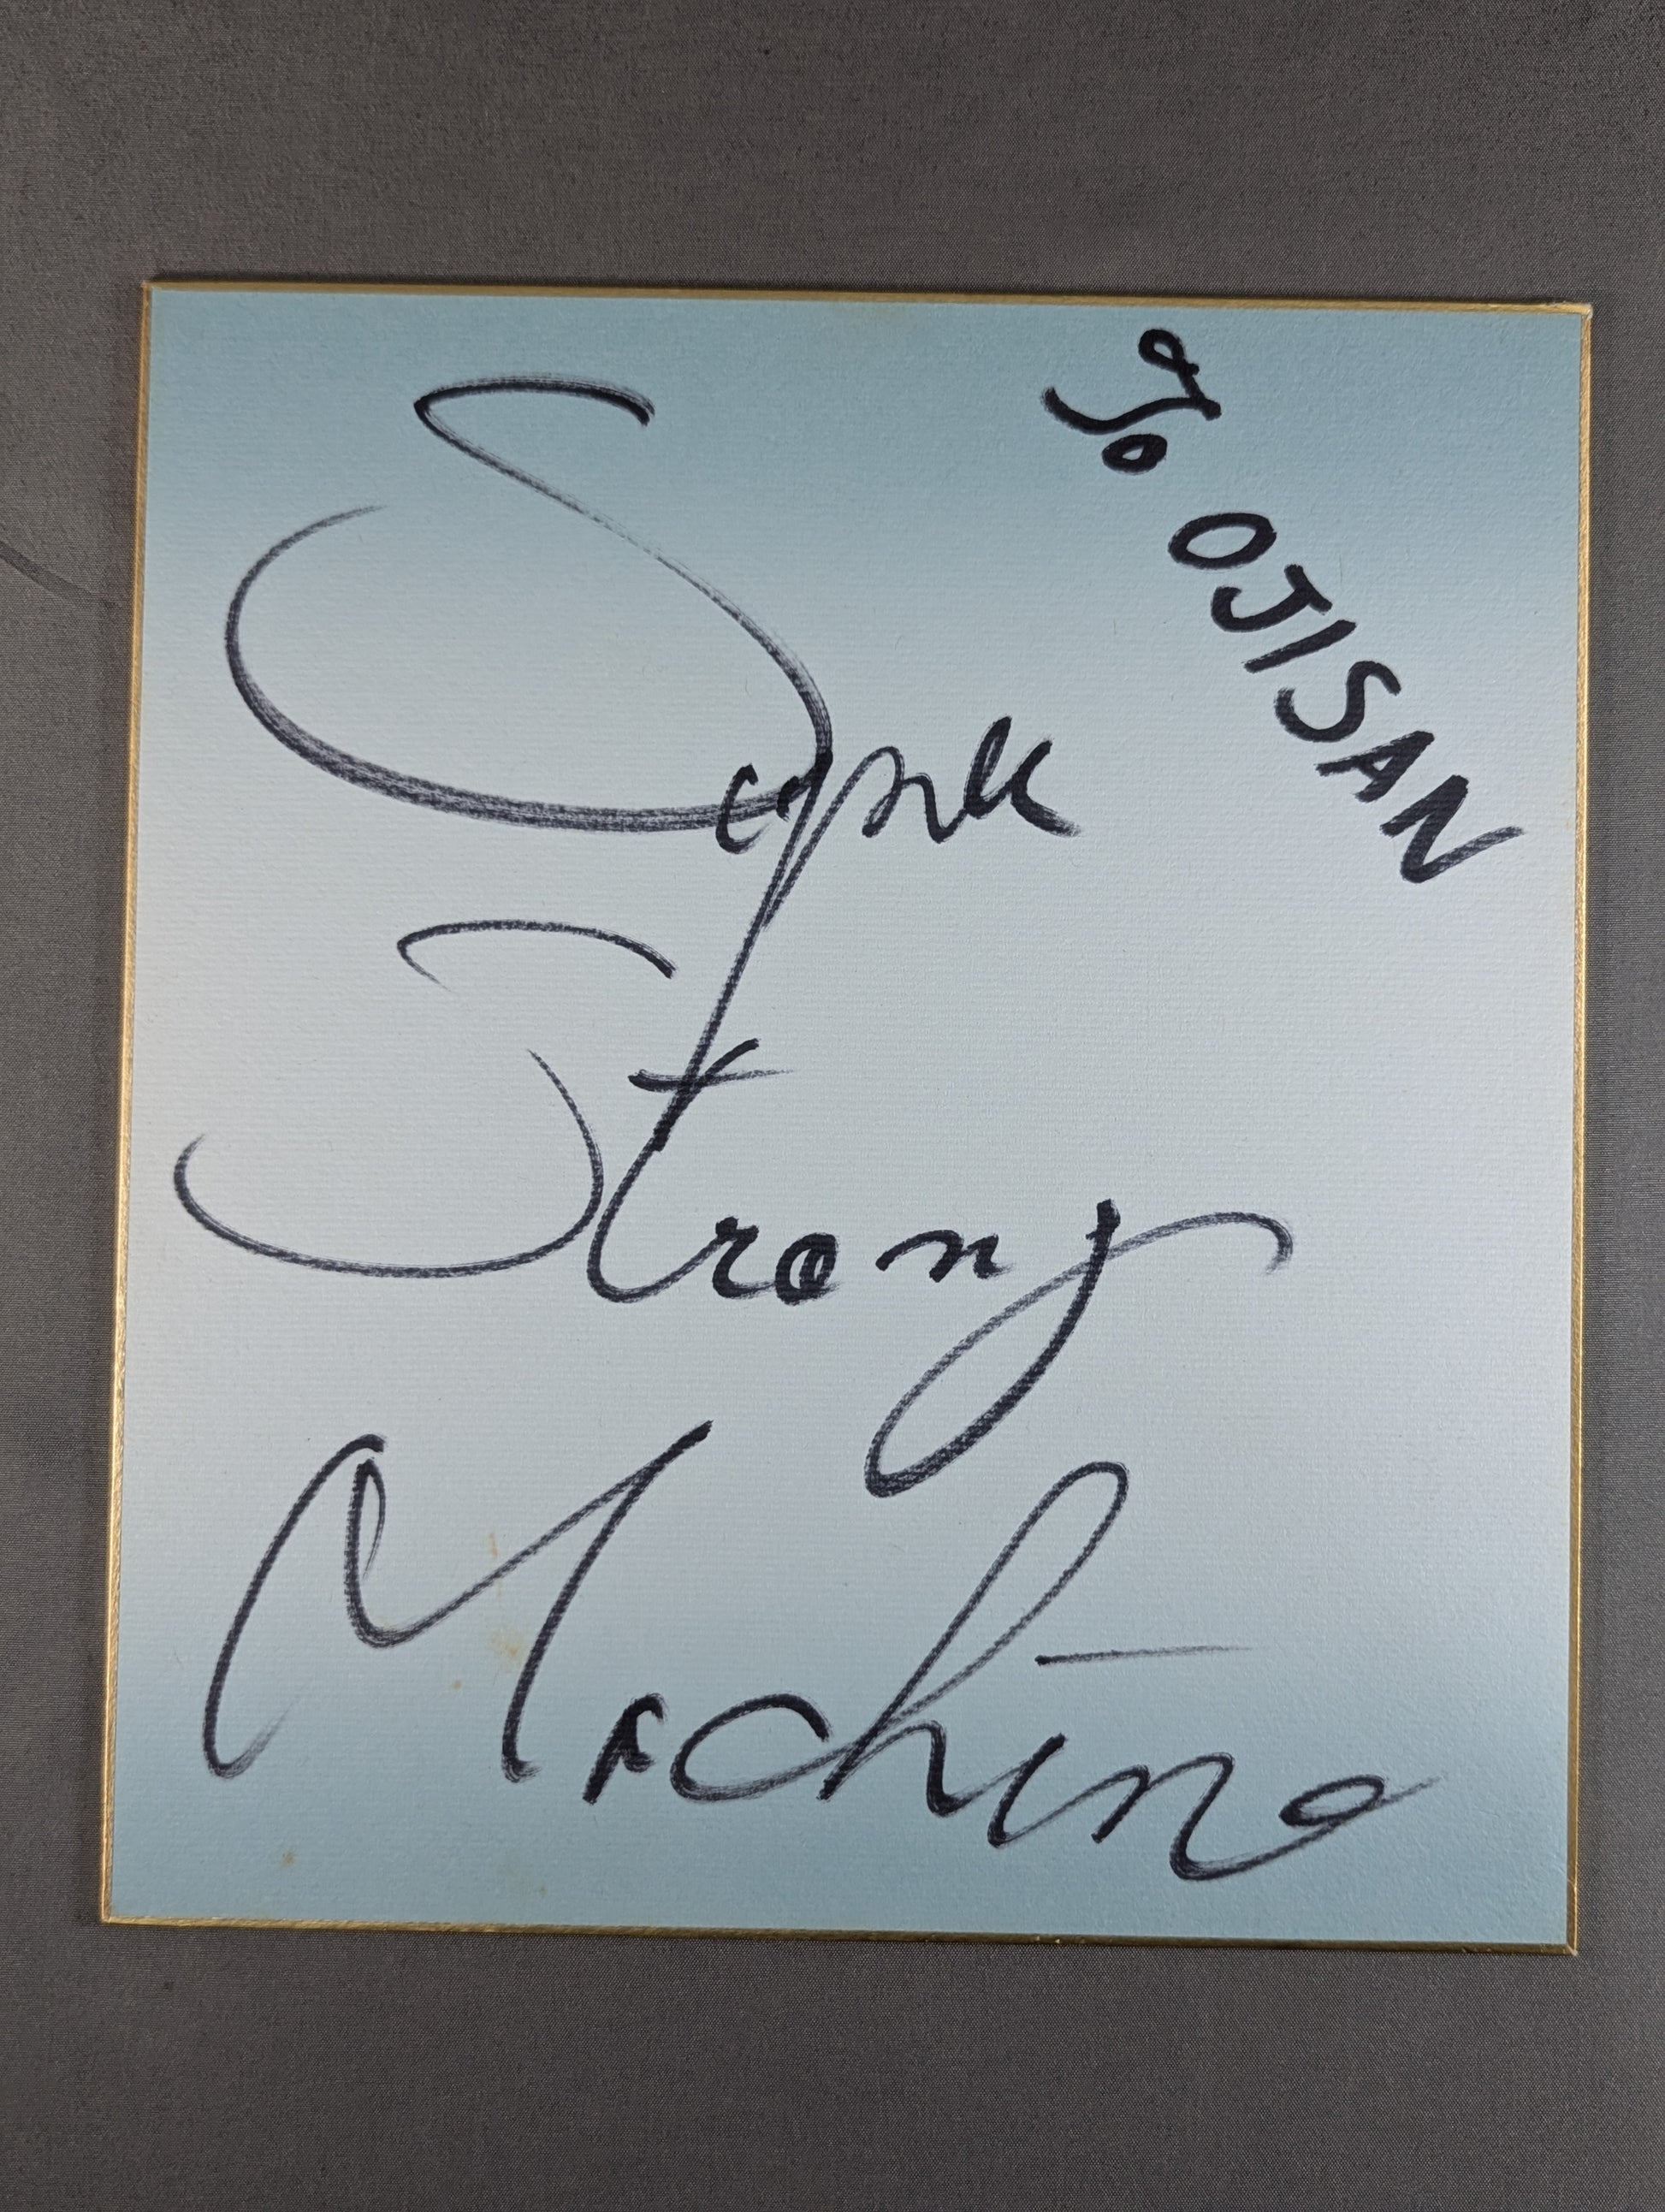 To OJISAN
Super
Strong
Machine